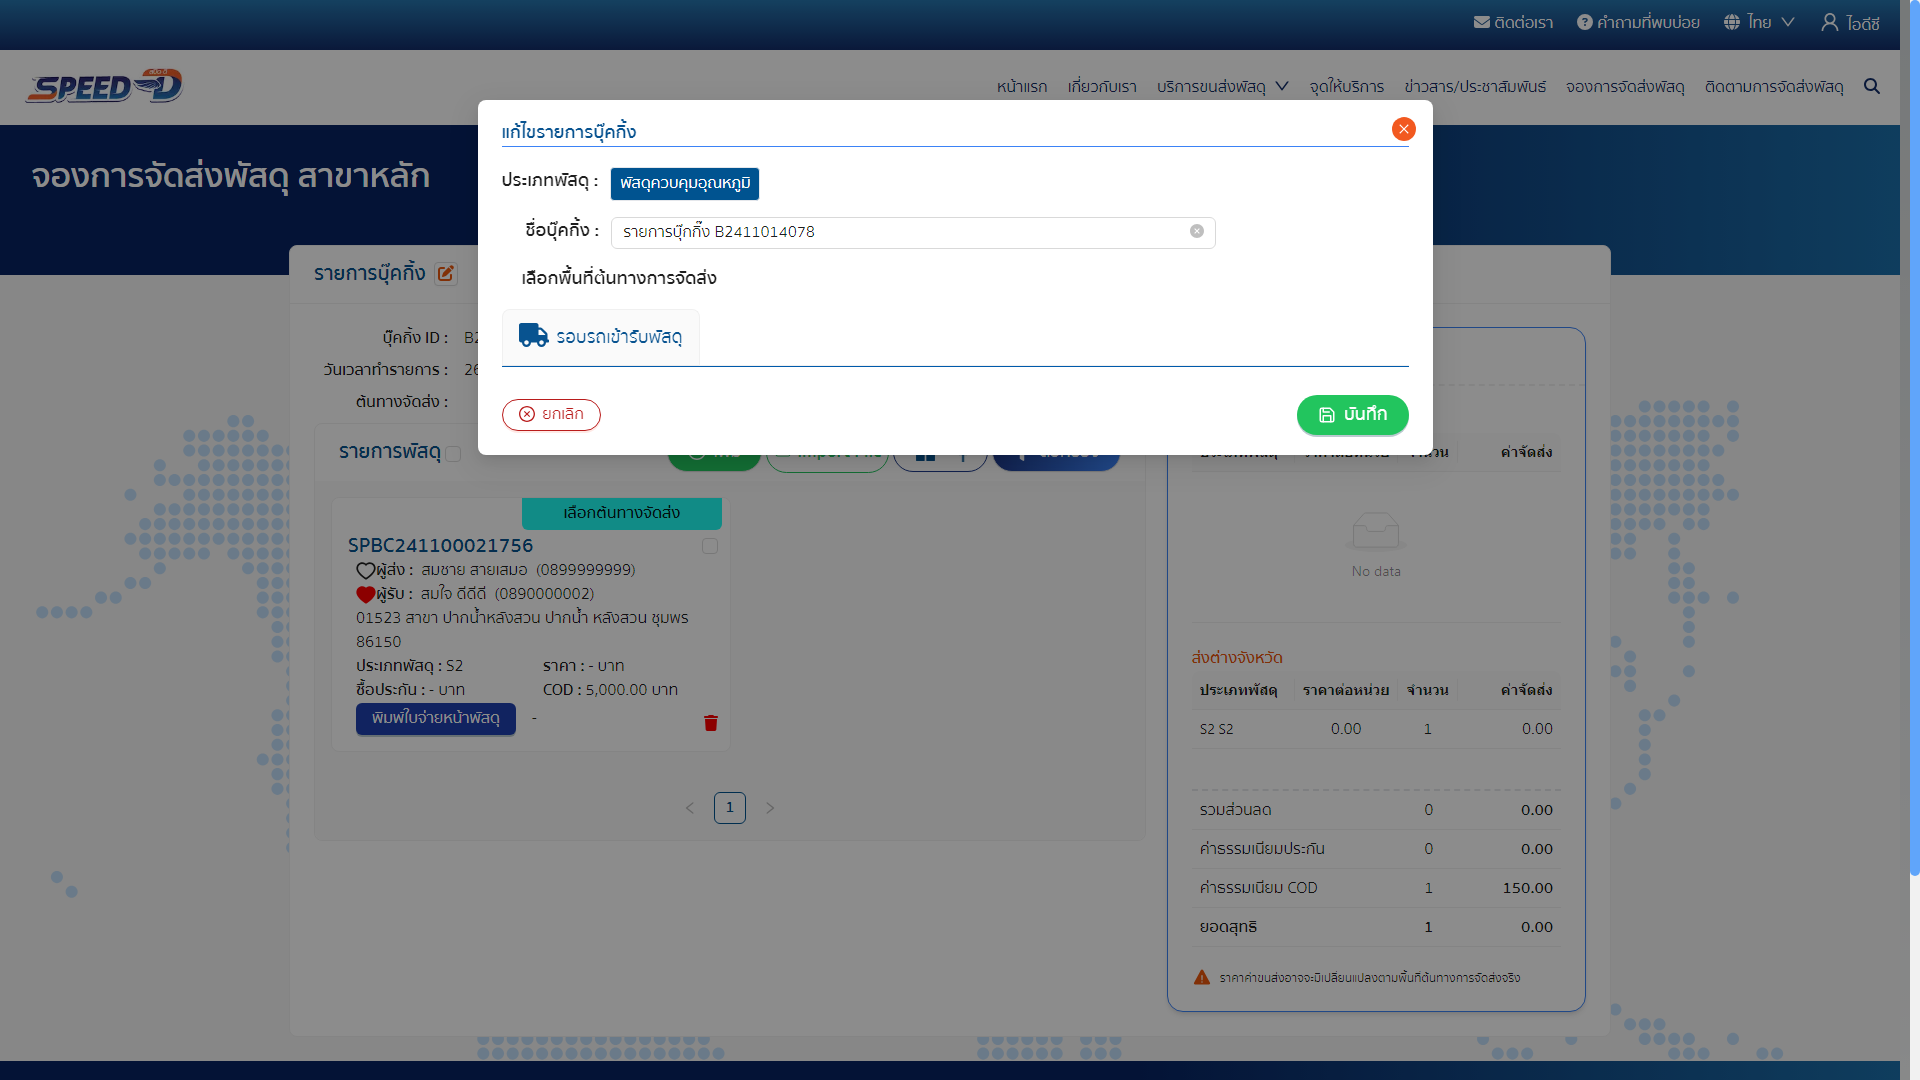 ติดต่อเรา
คำถามที่พบบ่อย
ไทย
ไอดีซี
SPEED-D
หน้าแรก
เกี่ยวกับเรา
บริการขนส่งพัสดุ
จุดให้บริการ
ข่าวสาร/ประชาสัมพันธ์
จองการจัดส่งพัสดุ
ติดตามการจัดส่งพัสดุ
จองการจัดส่งพัสดุ สาขาหลัก
แก้ไขรายการบุ๊คกิ้ง
ประเภทพัสดุ : พัสดุควบคุมอุณหภูมิ
ชื่อบุ๊คกิ้ง : รายการบุ๊กกิ๊ง B2411014078
เลือกพื้นที่ต้นทางการจัดส่ง
รอบรถเข้ารับพัสดุ
ยกเลิก
บันทึก
รายการบุ๊คกิ้ง
บุ๊คกิ้ง ID :
วันเวลาทำรายการ : 26
ต้นทางจัดส่ง :
รายการพัสดุ
เลือกต้นทางจัดส่ง
SPBC241100021756
ผู้ส่ง : สมชาย สายเสมอ (0899999999)
ผู้รับ : สมใจ ดีดีดี (0890000002)
01523 สาขา ปากน้ำหลังสวน ปากน้ำ หลังสวน ชุมพร
86150
ประเภทพัสดุ : S2 ราคา : - บาท
ซื้อประกัน : - บาท COD : 5,000.00 บาท
พิมพ์ใบจ่ายหน้าพัสดุ -
1
ค่าจัดส่ง
No data
ส่งต่างจังหวัด
ประเภทพัสดุ ราคาต่อหน่วย จำนวน ค่าจัดส่ง
S2 S2 0.00 1 0.00
รวมส่วนลด 0 0.00
ค่าธรรมเนียมประกัน 0 0.00
ค่าธรรมเนียม COD 1 150.00
ยอดสุทธิ 1 0.00
ราคาค่าขนส่งอาจจะมีเปลี่ยนแปลงตามพื้นที่ต้นทางการจัดส่งจริง